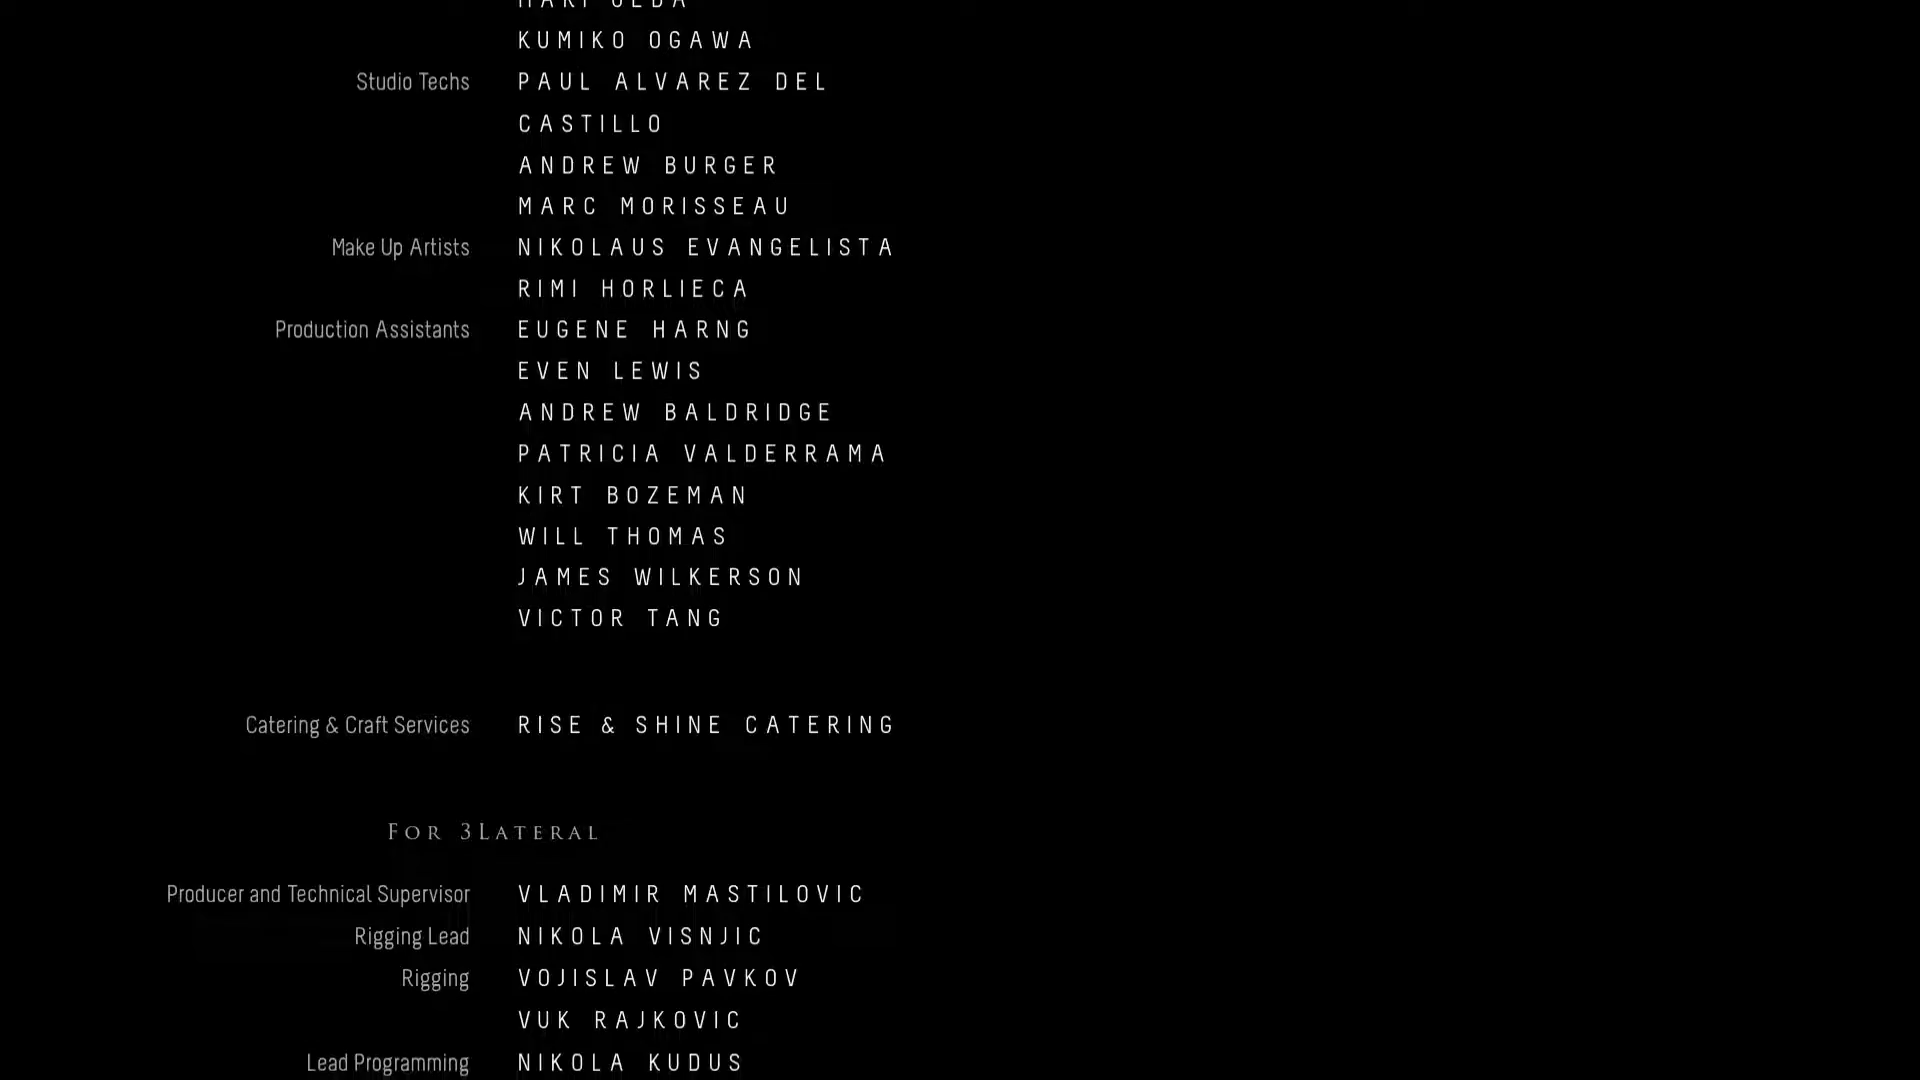 KUMIKO OGAWA
Studio Techs PAUL ALVAREZ DEL
CASTILLO
ANDREW BURGER
MARC MORISSEAU
Make Up Artists NIKOLAUS EVANGELISTA
RIMI HORLIECA
Production Assistants EUGENE HARNG
EVEN LEWIS
ANDREW BALDRIDGE
PATRICIA VALDERRAMA
KIRT BOZEMAN
WILL THOMAS
JAMES WILKERSON
VICTOR TANG
Catering & Craft Services RISE & SHINE CATERING
FOR 3LATERAL
Producer and Technical Supervisor VLADIMIR MASTILOVIC
Rigging Lead NIKOLA VISNJIC
Rigging VOJISLAV PAVKOV
VUK RAJKOVIC
Lead Programming NIKOLA KUDUS